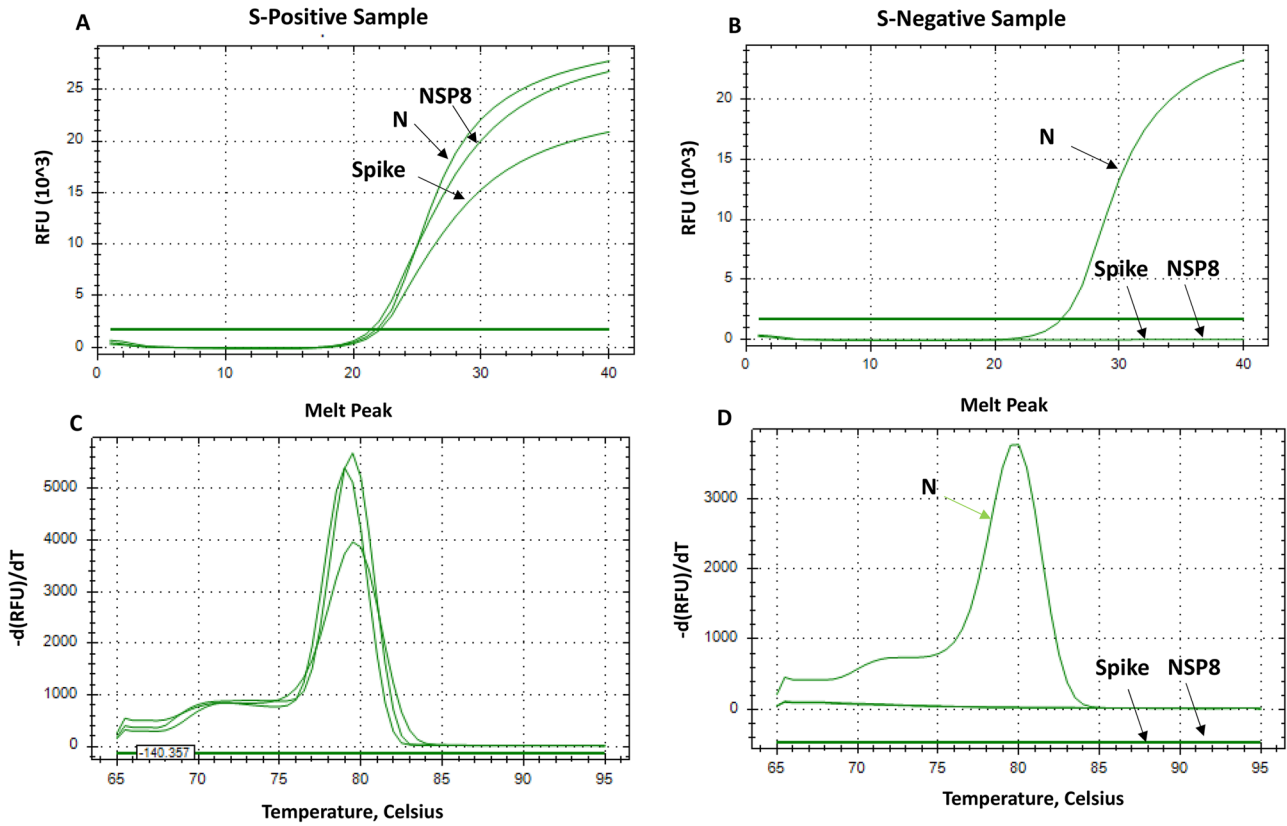 A
S-Positive Sample
RFU (10^3)
25
20
15
10
5
0
NSP8
N
Spike
0
10
20
30
40
B
S-Negative Sample
RFU (10^3)
20
15
10
5
0
N
Spike
NSP8
0
10
20
30
40
C
Melt Peak
-d(RFU)/dT
5000
4000
3000
2000
1000
0
-140.357
65
70
75
80
85
90
95
Temperature, Celsius
D
Melt Peak
-d(RFU)/dT
3000
2000
1000
0
N
Spike
NSP8
65
70
75
80
85
90
95
Temperature, Celsius